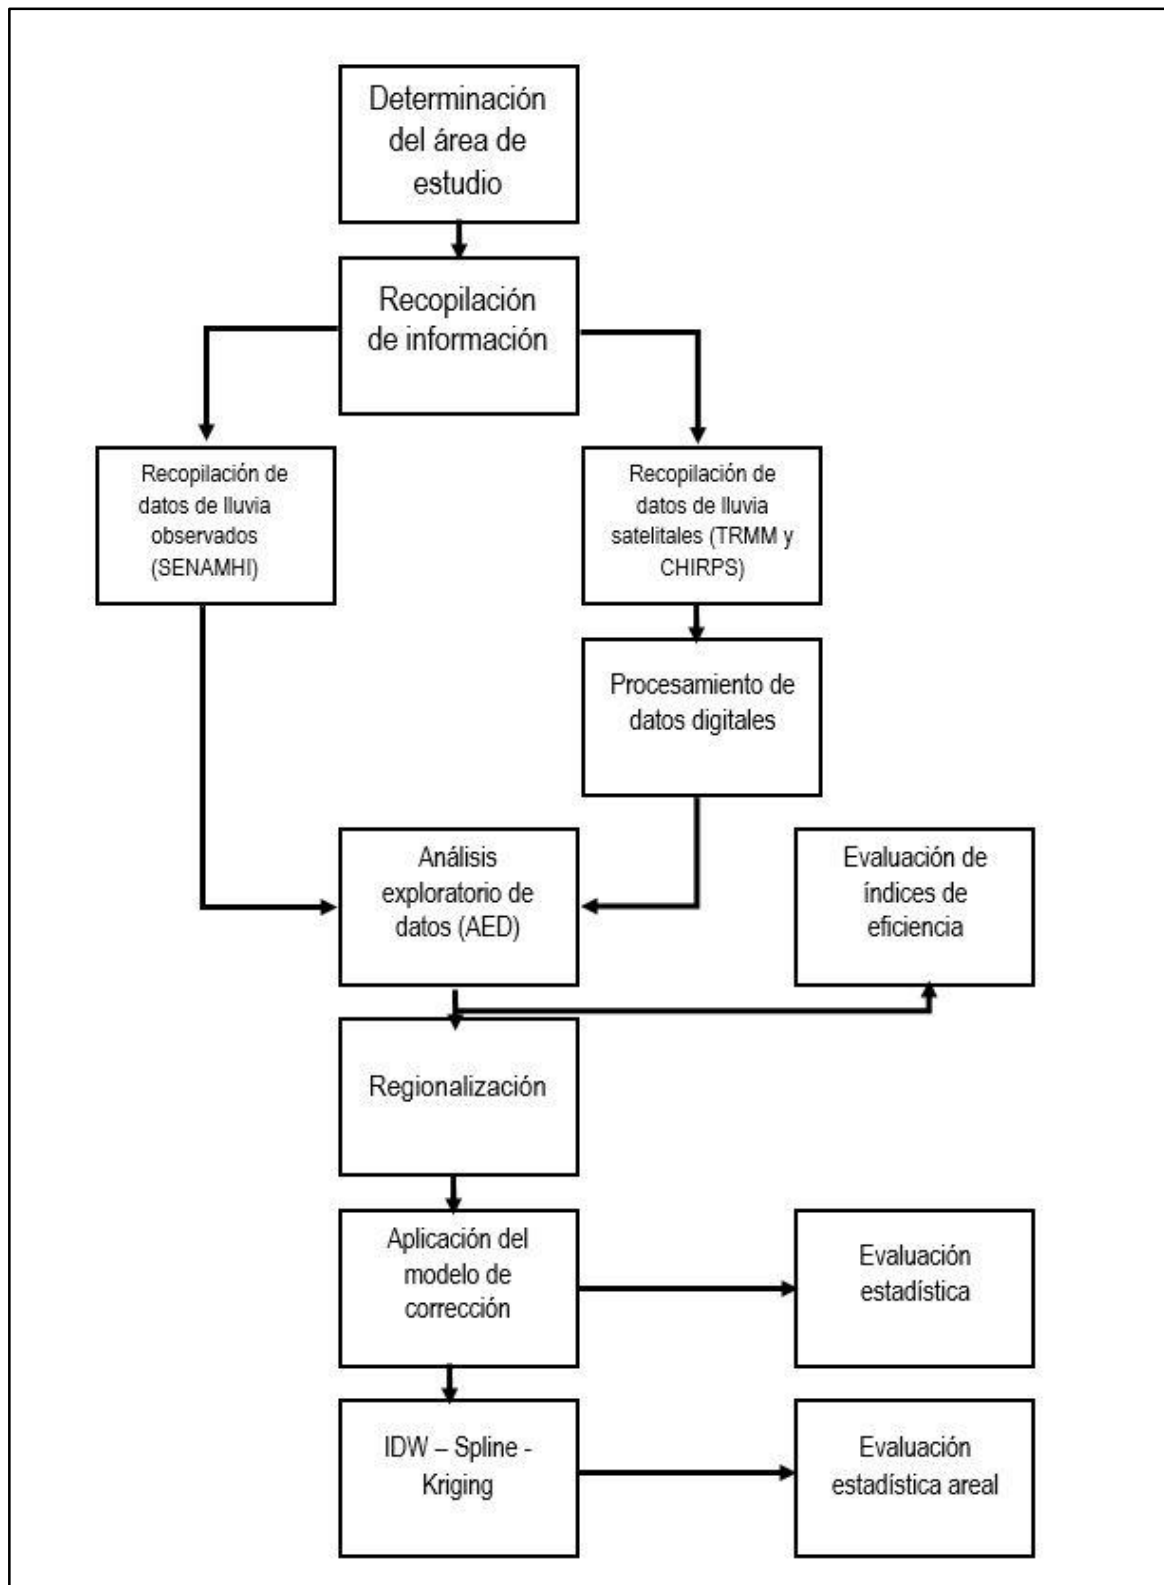 Determinación
del área de
estudio
Recopilación
de información
Recopilación de
datos de lluvia
observados
(SENAMHI)
Recopilación de
datos de lluvia
satelitales (TRMM y
CHIRPS)
Procesamiento de
datos digitales
Análisis
exploratorio de
datos (AED)
Evaluación de
índices de
eficiencia
Regionalización
Aplicación del
modelo de
corrección
Evaluación
estadística
IDW – Spline -
Kriging
Evaluación
estadística areal